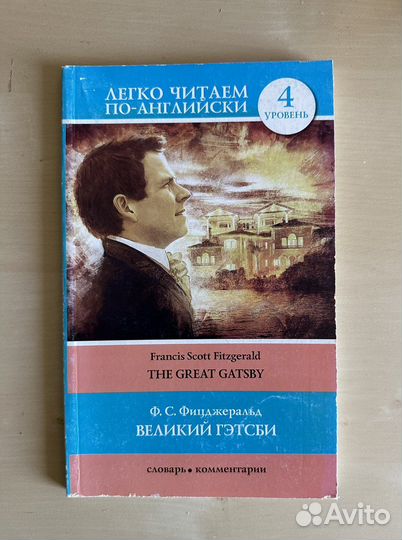 ЛЕГКО ЧИТАЕМ
ПО-АНГЛИЙСКИ
4
УРОВЕНЬ
Francis Scott Fitzgerald
THE GREAT GATSBY
Ф. С. Фицджеральд
ВЕЛИКИЙ ГЭТСБИ
словарь • комментарии
Avito